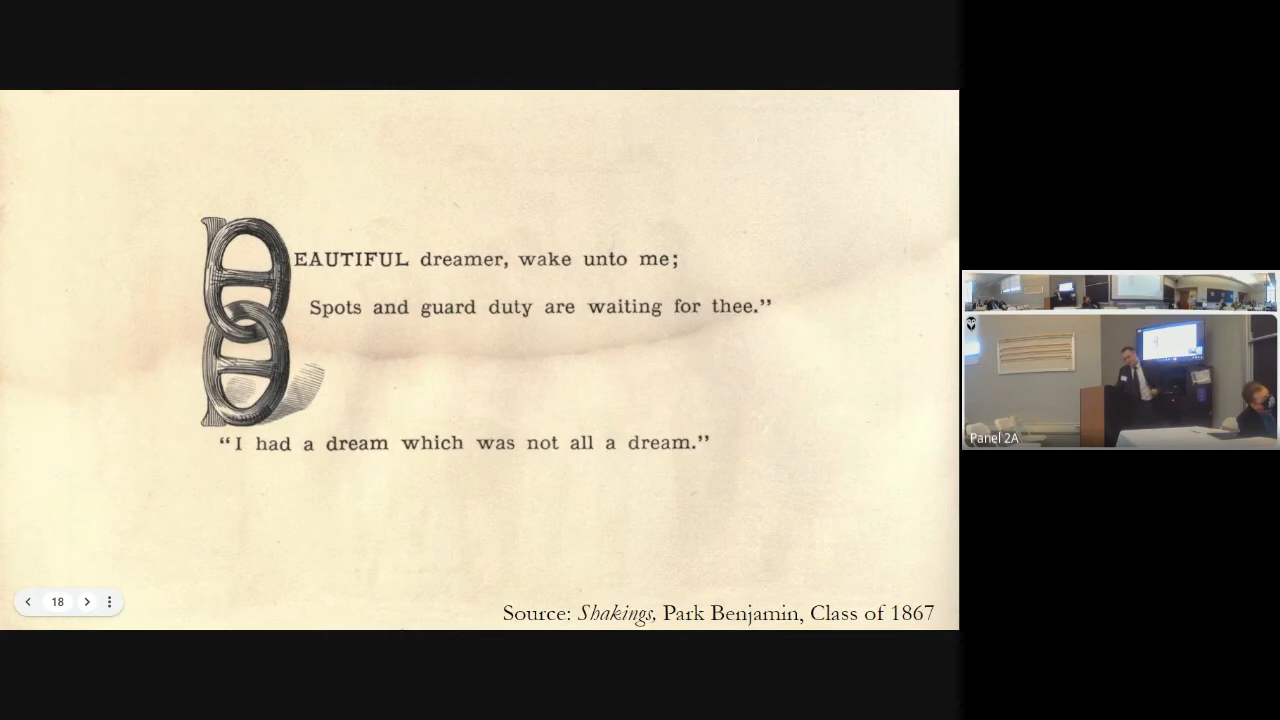 BEAUTIFUL dreamer, wake unto me;
Spots and guard duty are waiting for thee.”
“I had a dream which was not all a dream.”
18
Source: Shakings, Park Benjamin, Class of 1867
Panel 2A